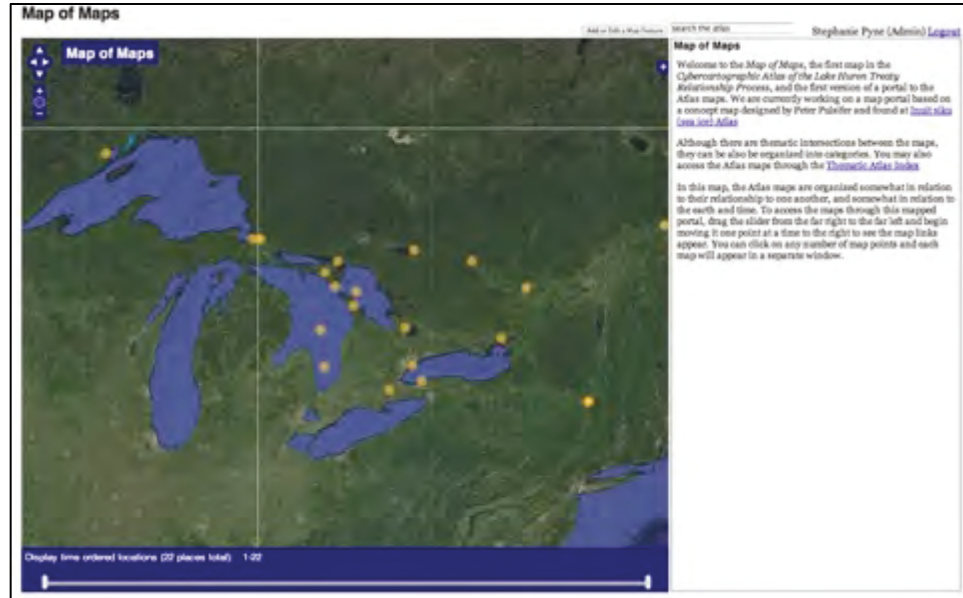 Map of Maps
Add or Edit a Map Feature
search the atlas
Stephanie Pyne (Admin) Logout
Map of Maps
Map of Maps
Welcome to the Map of Maps, the first map in the
Cybercartographic Atlas of the Lake Huron Treaty
Relationship Process, and the first version of a portal to the
Atlas maps. We are currently working on a map portal based on
a concept map designed by Peter Pulsifer and found at Inuit siku
(sea ice) Atlas
Although there are thematic intersections between the maps,
they can be also be organized into categories. You may also
access the Atlas maps through the Thematic Atlas Index
In this map, the Atlas maps are organized somewhat in relation
to their relationship to one another, and somewhat in relation to
the earth and time. To access the maps through this mapped
portal, drag the slider from the far right to the far left and begin
moving it one point at a time to the right to see the map links
appear. You can click on any number of map points and each
map will appear in a separate window.
Display time ordered locations (22 places total) 1-22